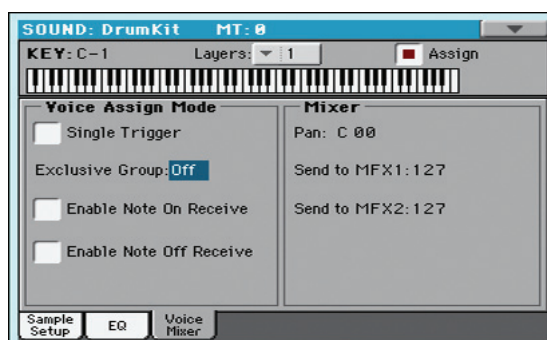 SOUND: DrumKit MT: 0
KEY: C-1 Layers: 1 Assign
Voice Assign Mode
Single Trigger
Exclusive Group: Off
Enable Note On Receive
Enable Note Off Receive
Mixer
Pan: C 00
Send to MFX1: 127
Send to MFX2: 127
Sample Setup
EQ
Voice Mixer